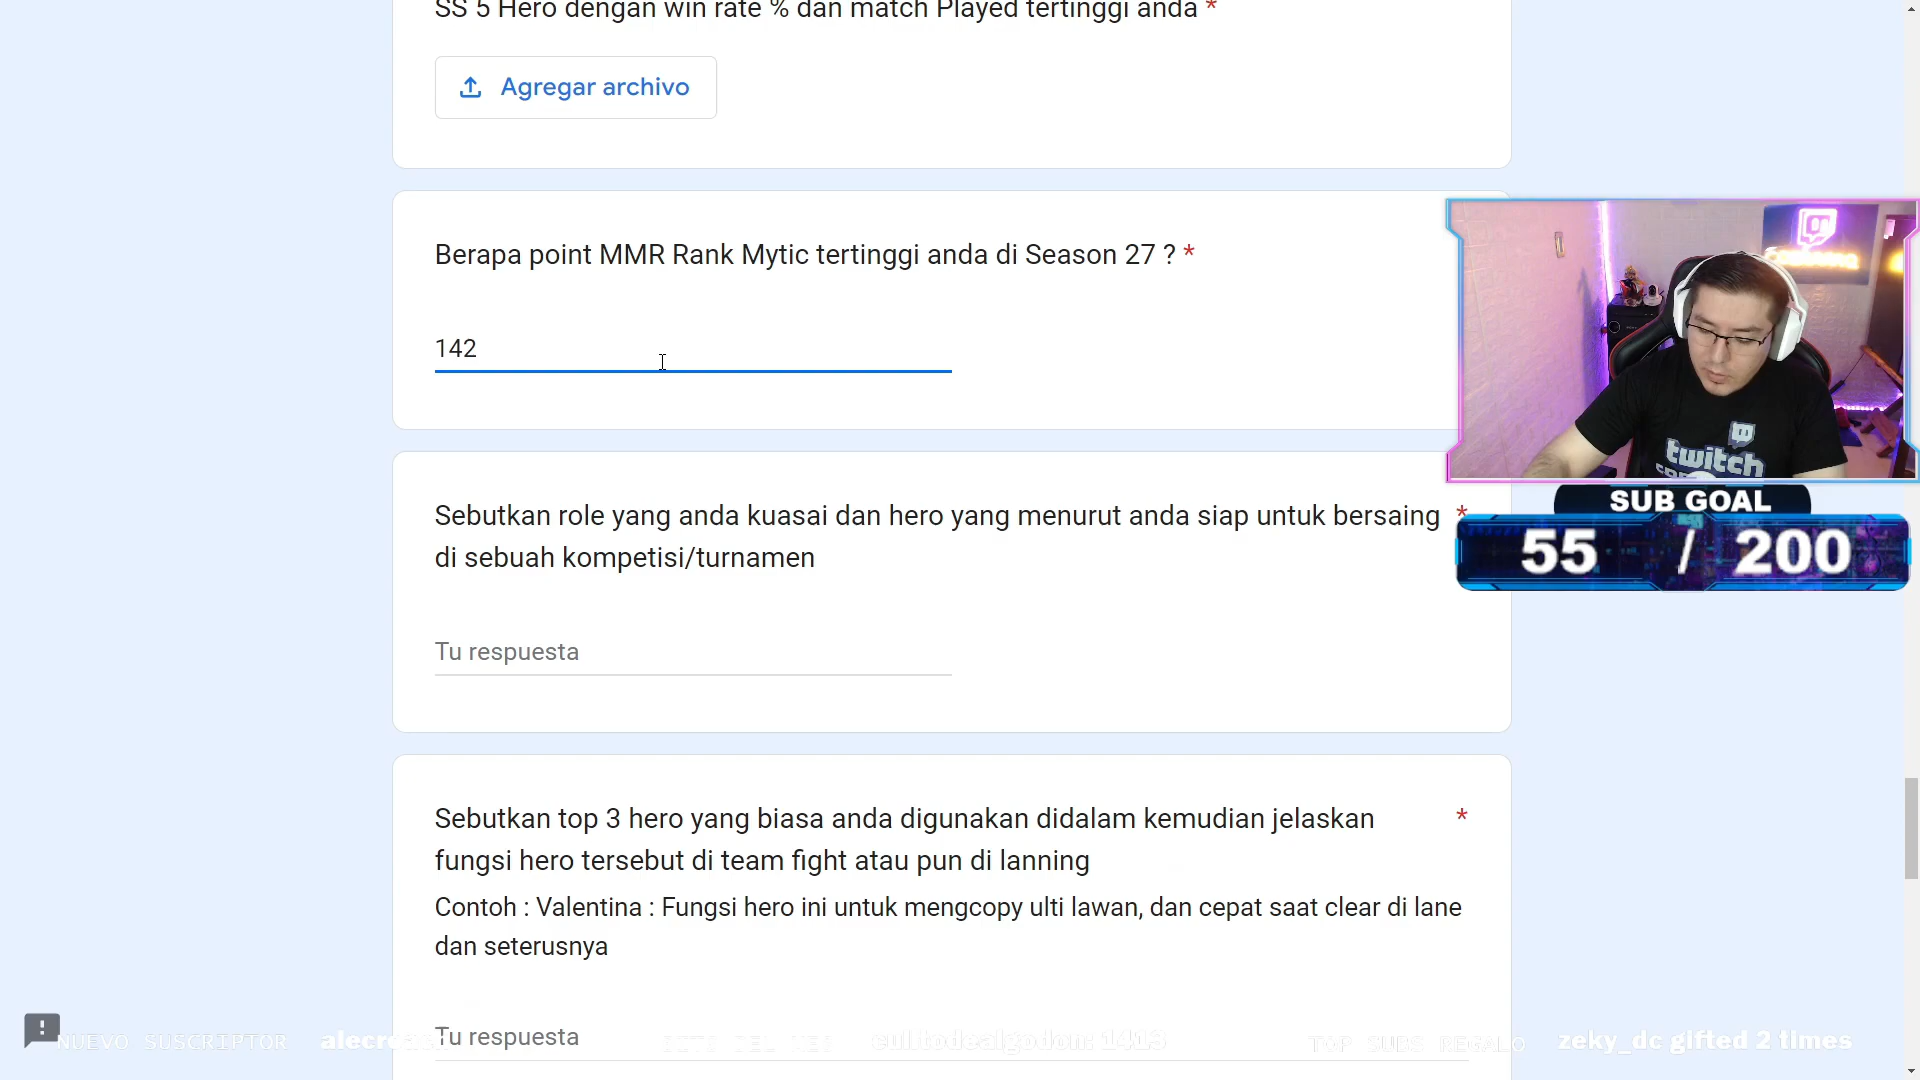 SS 5 Hero dengan win rate % dan match Played tertinggi anda *
Agregar archivo
Berapa point MMR Rank Mytic tertinggi anda di Season 27 ? *
142
Sebutkan role yang anda kuasai dan hero yang menurut anda siap untuk bersaing *
di sebuah kompetisi/turnamen
Tu respuesta
Sebutkan top 3 hero yang biasa anda digunakan didalam kemudian jelaskan *
fungsi hero tersebut di team fight atau pun di lanning
Contoh : Valentina : Fungsi hero ini untuk mengcopy ulti lawan, dan cepat saat clear di lane
dan seterusnya
Tu respuesta
twitch
SUB GOAL
55 / 200
NUEVO SUSCRIPTOR
TOP SUBS REGALO
zeky_dc gifted 2 times